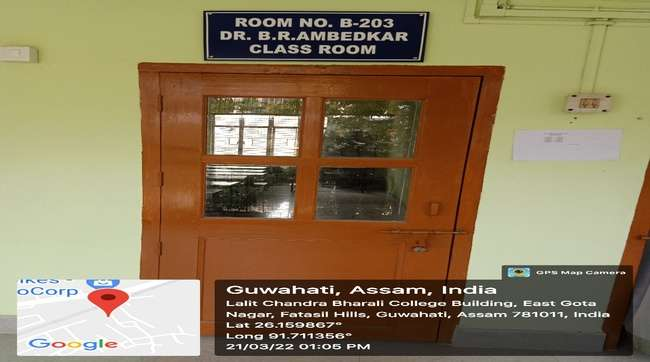 ROOM NO. B-203
DR. B.R.AMBEDKAR
CLASS ROOM
GPS Map Camera
Guwahati, Assam, India
Lalit Chandra Bharali College Building, East Gota
Nagar, Fatasil Hills, Guwahati, Assam 781011, India
Lat 26.159867°
Long 91.711356°
21/03/22 01:05 PM
oCorp
Google